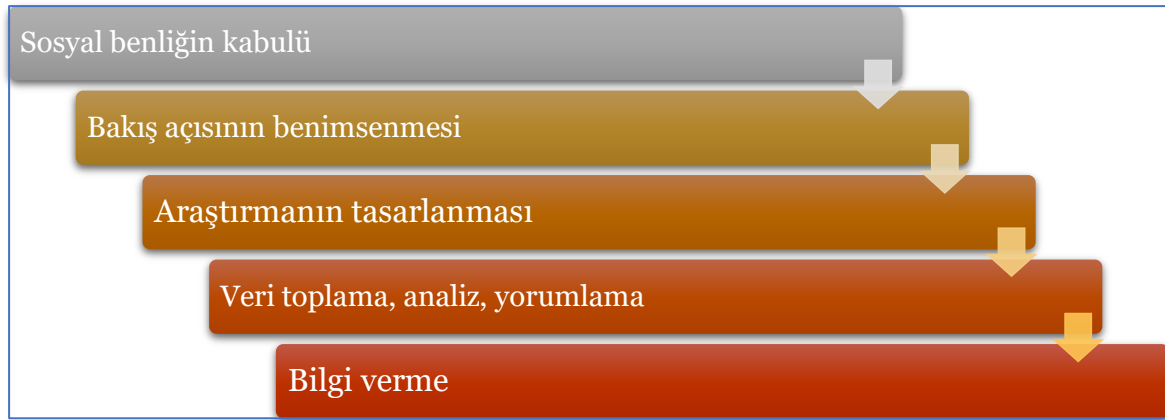 Sosyal benliğin kabulü
Bakış açısının benimsenmesi
Araştırmanın tasarlanması
Veri toplama, analiz, yorumlama
Bilgi verme